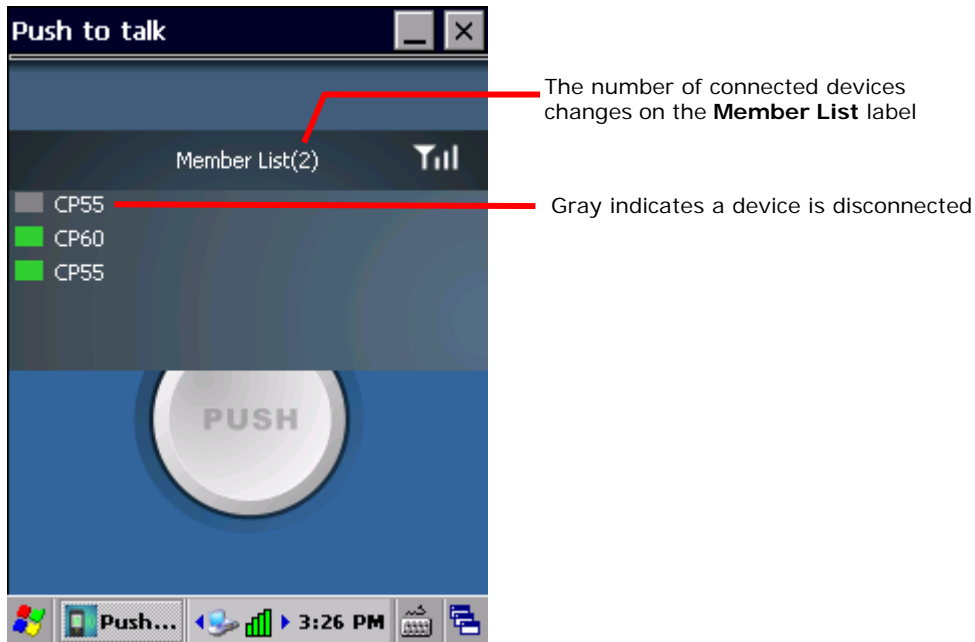 Push to talk
The number of connected devices
changes on the Member List label
Member List(2)
CP55
Gray indicates a device is disconnected
CP60
CP55
PUSH
Push... 3:26 PM